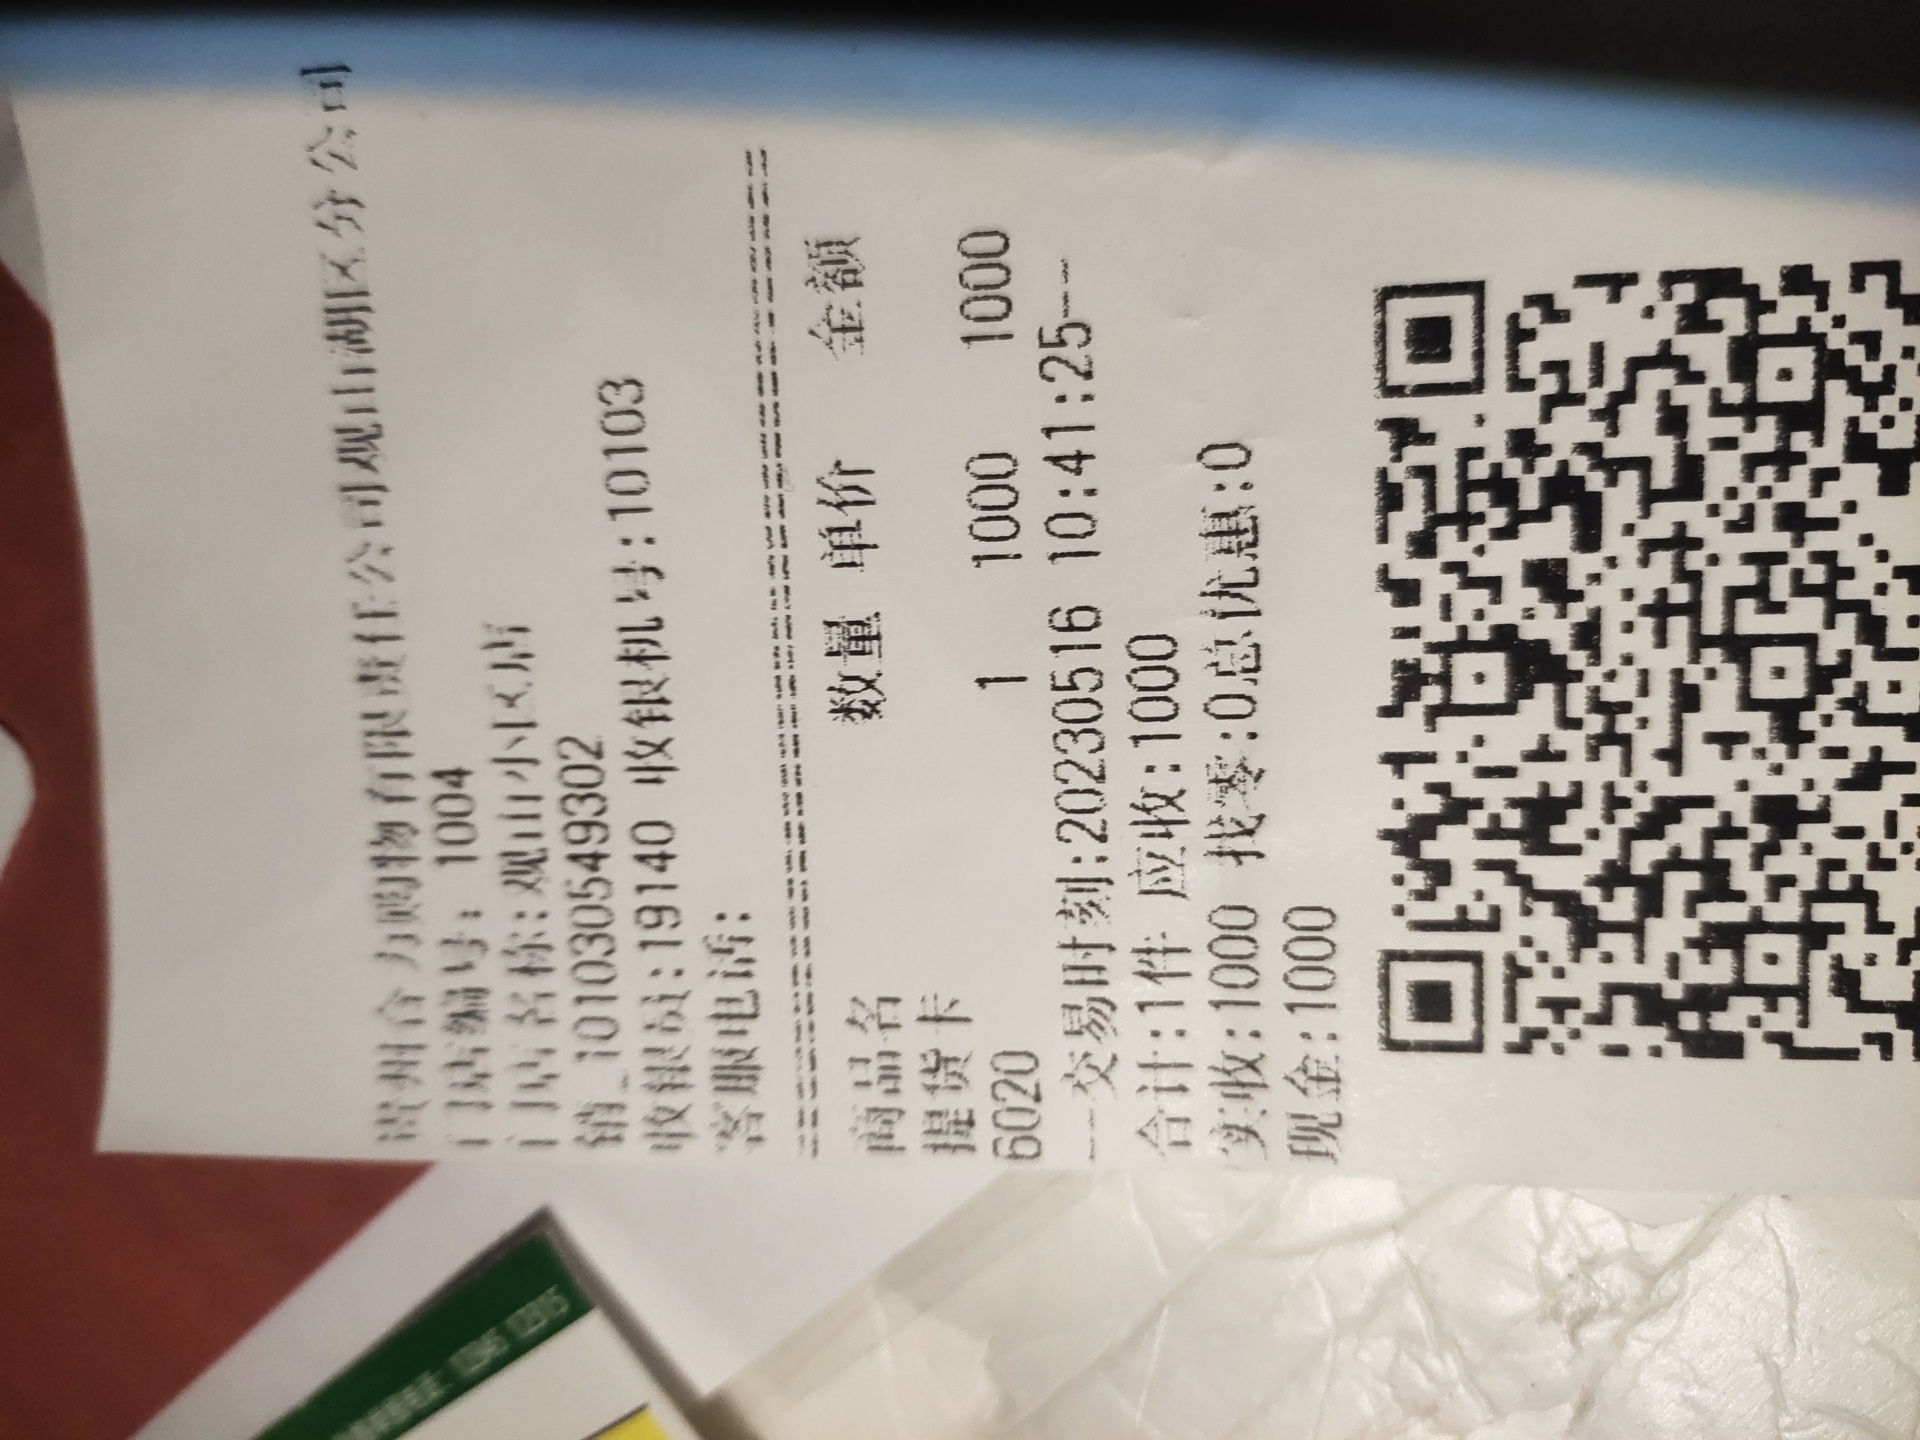 贵州合力购物有限责任公司观山湖区分公司
门店编号: 1004
门店名称:观山小区店
销_1010303549302
收银员:19140 收银机号:10103
客服电话:
商品名 数量 单价 金额
提货卡
6020 1 1000 1000
---交易时刻:20230516 10:41:25---
合计:1件 应收:1000
实收:1000 找零:0总优惠:0
现金:1000